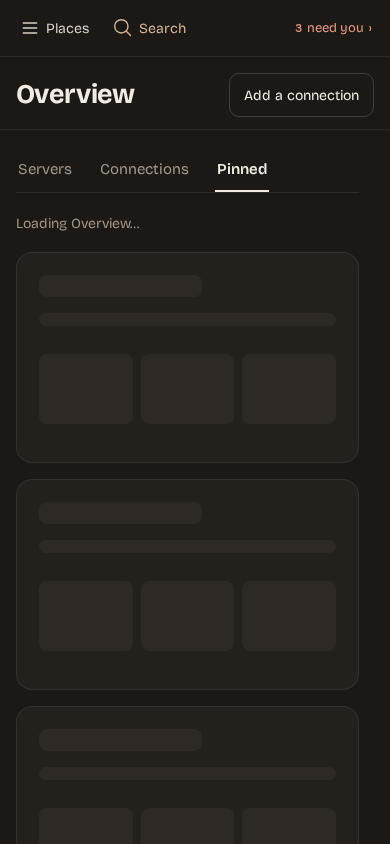 Places
Search
3 need you ›
Overview
Add a connection
Servers
Connections
Pinned
Loading Overview...